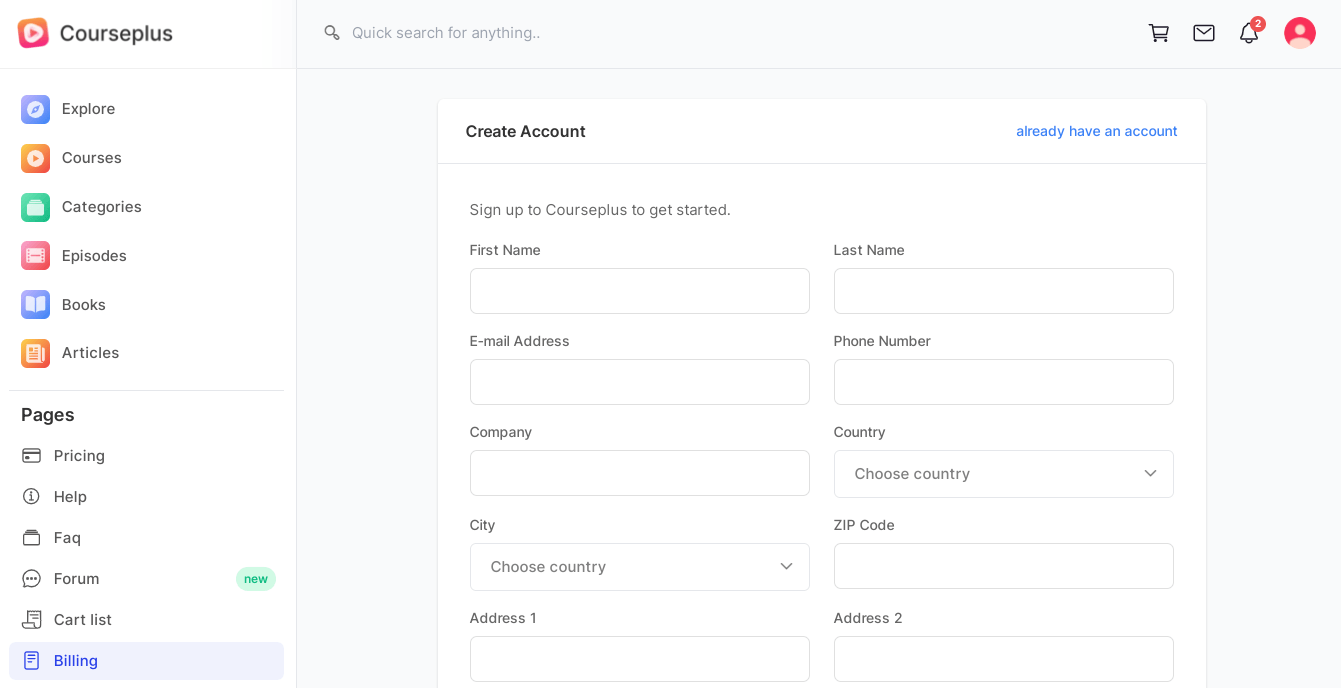 Courseplus
Quick search for anything..
2
Explore
Courses
Categories
Episodes
Books
Articles
Pages
Pricing
Help
Faq
Forum
new
Cart list
Billing
Create Account
already have an account
Sign up to Courseplus to get started.
First Name
Last Name
E-mail Address
Phone Number
Company
Country
Choose country
City
ZIP Code
Choose country
Address 1
Address 2